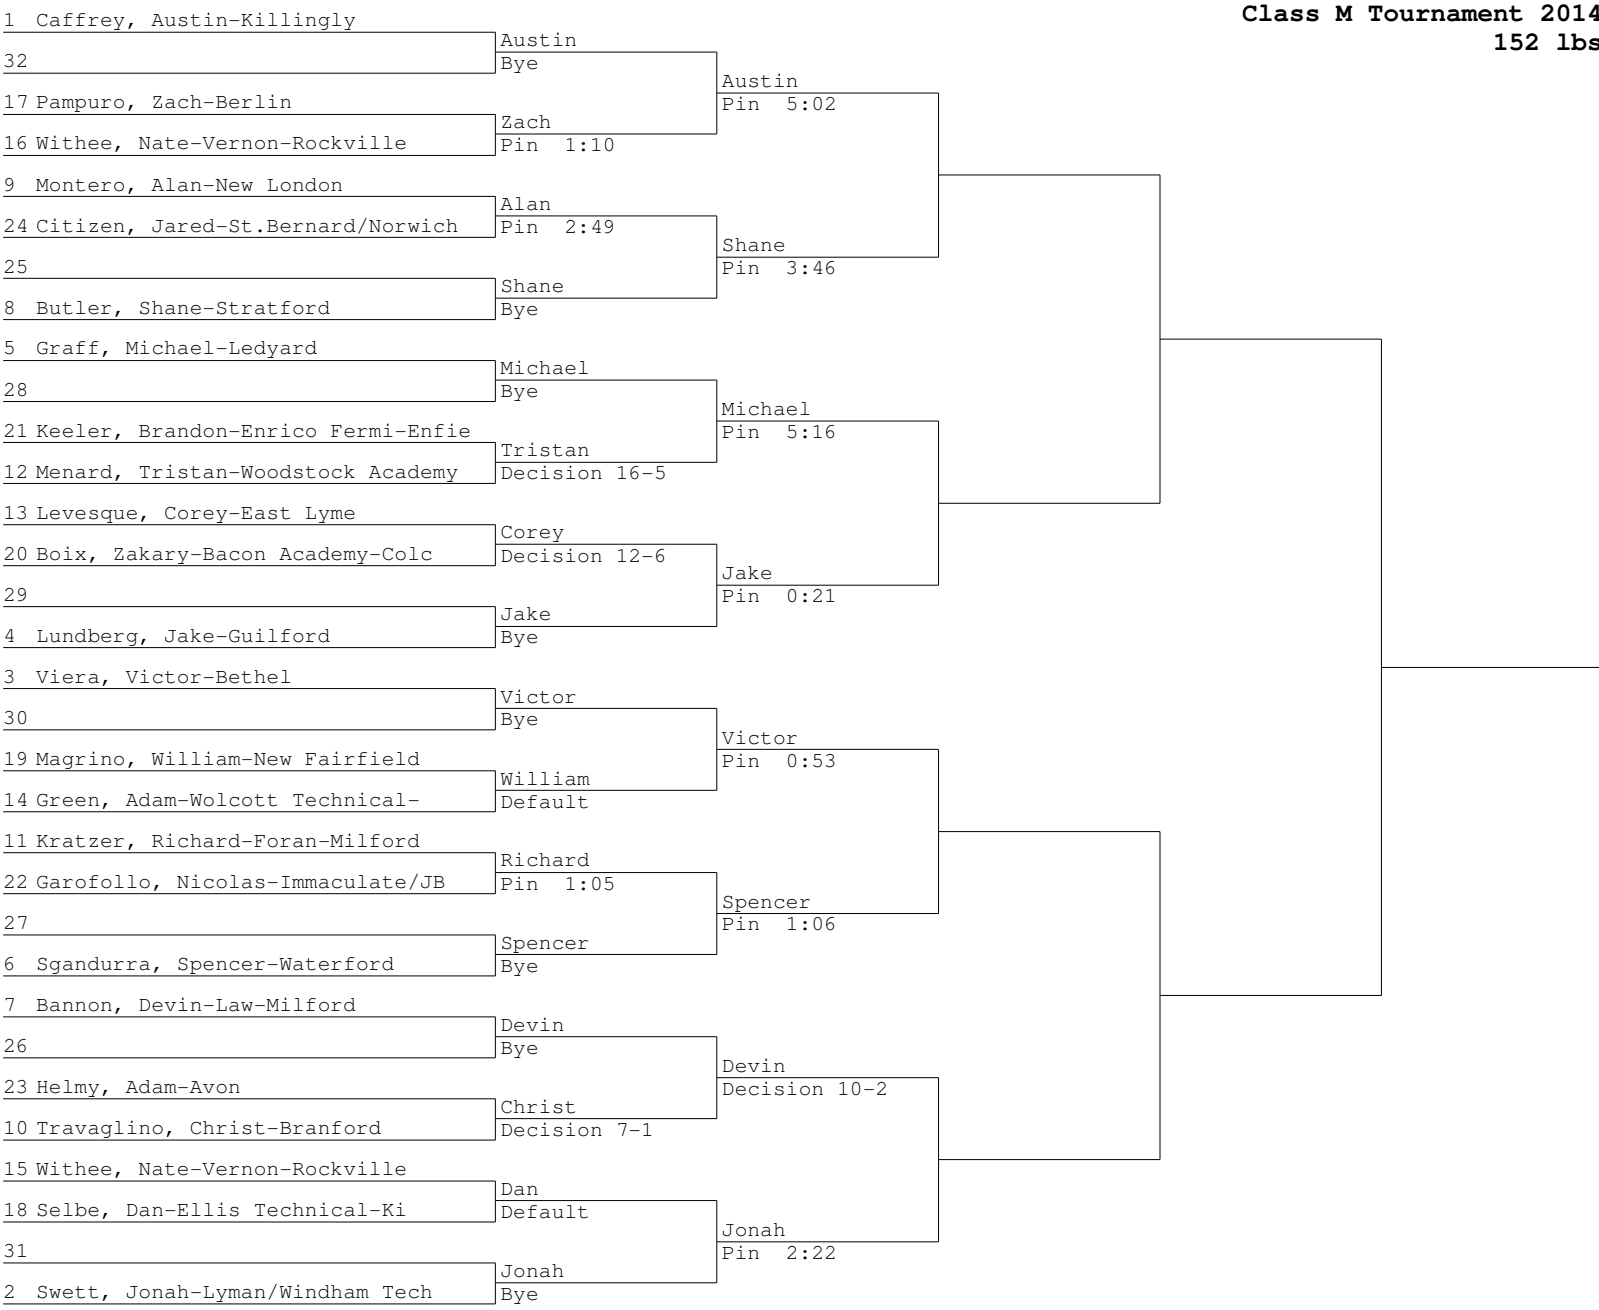 Class M Tournament 2014
152 lbs
1 Caffrey, Austin-Killingly
32
17 Pampuro, Zach-Berlin
16 Withee, Nate-Vernon-Rockville
9 Montero, Alan-New London
24 Citizen, Jared-St.Bernard/Norwich
25
8 Butler, Shane-Stratford
5 Graff, Michael-Ledyard
28
21 Keeler, Brandon-Enrico Fermi-Enfie
12 Menard, Tristan-Woodstock Academy
13 Levesque, Corey-East Lyme
20 Boix, Zakary-Bacon Academy-Colc
29
4 Lundberg, Jake-Guilford
3 Viera, Victor-Bethel
30
19 Magrino, William-New Fairfield
14 Green, Adam-Wolcott Technical-
11 Kratzer, Richard-Foran-Milford
22 Garofollo, Nicolas-Immaculate/JB
27
6 Sgandurra, Spencer-Waterford
7 Bannon, Devin-Law-Milford
26
23 Helmy, Adam-Avon
10 Travaglino, Christ-Branford
15 Withee, Nate-Vernon-Rockville
18 Selbe, Dan-Ellis Technical-Ki
31
2 Swett, Jonah-Lyman/Windham Tech
Austin
Bye
Zach
Pin 1:10
Alan
Pin 2:49
Shane
Bye
Michael
Bye
Tristan
Decision 16-5
Corey
Decision 12-6
Jake
Bye
Victor
Bye
William
Default
Richard
Pin 1:05
Spencer
Bye
Devin
Bye
Christ
Decision 7-1
Dan
Default
Jonah
Bye
Austin
Pin 5:02
Shane
Pin 3:46
Michael
Pin 5:16
Jake
Pin 0:21
Victor
Pin 0:53
Spencer
Pin 1:06
Devin
Decision 10-2
Jonah
Pin 2:22